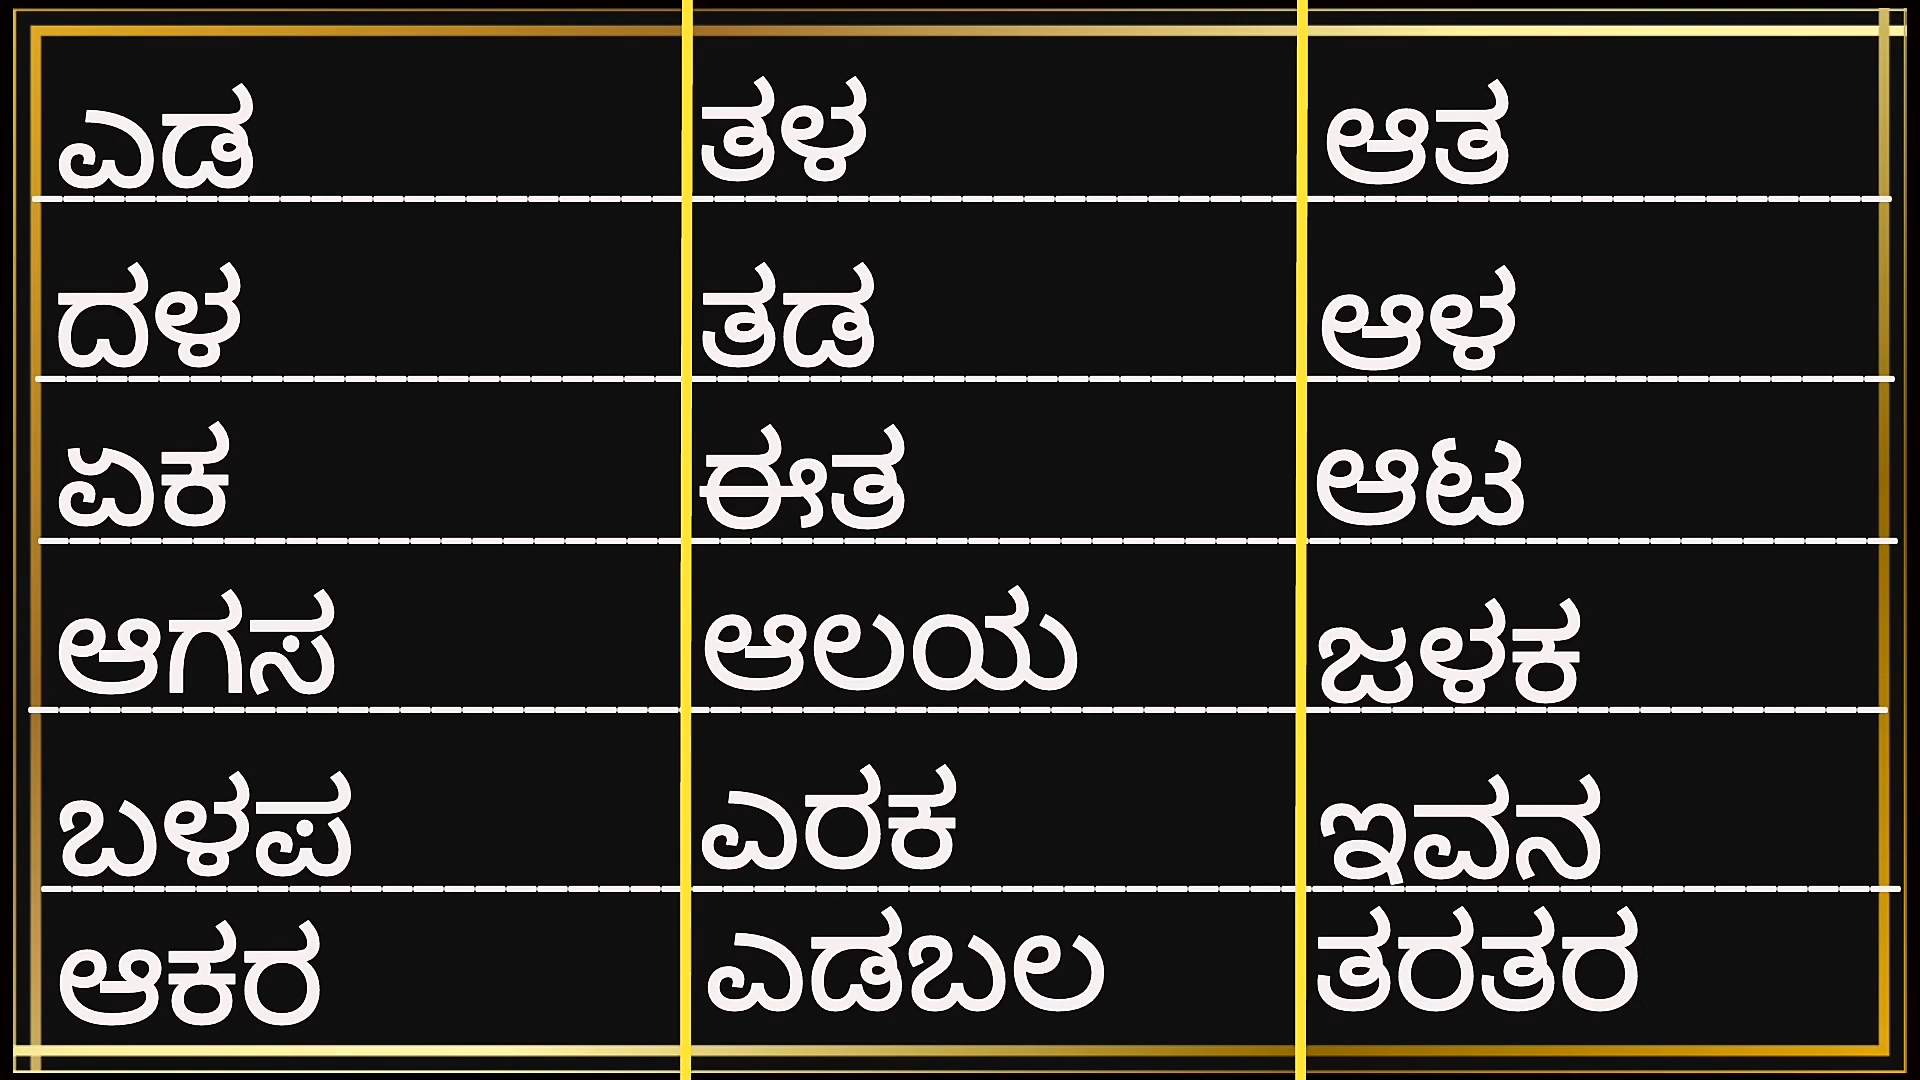 ಎಡ ತಳ ಆತ
ದಳ ತಡ ಆಳ
ಏಕ ಈತ ಆಟ
ಆಗಸ ಆಲಯ ಜಳಕ
ಬಳಪ ಎರಕ ಇವನ
ಆಕರ ಎಡಬಲ ತರತರ